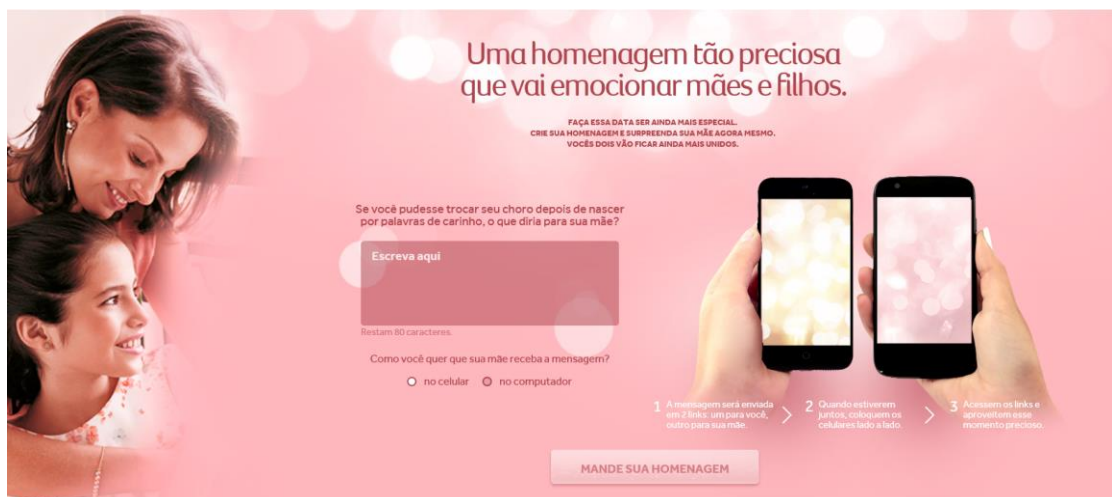 Uma homenagem tão preciosa
que vai emocionar mães e filhos.
FAÇA ESSA DATA SER AINDA MAIS ESPECIAL.
CRIE SUA HOMENAGEM E SURPREENDA SUA MÃE AGORA MESMO.
VOCÊS DOIS VÃO FICAR AINDA MAIS UNIDOS.
Se você pudesse trocar seu choro depois de nascer
por palavras de carinho, o que diria para sua mãe?
Escreva aqui
Restam 80 caracteres.
Como você quer que sua mãe receba a mensagem?
no celular no computador
1 A mensagem será enviada
em 2 links: um para você,
outro para sua mãe.
2 Quando estiverem
juntos, coloquem os
celulares lado a lado.
3 Acessem os links e
aproveitem esse
momento precioso.
MANDE SUA HOMENAGEM